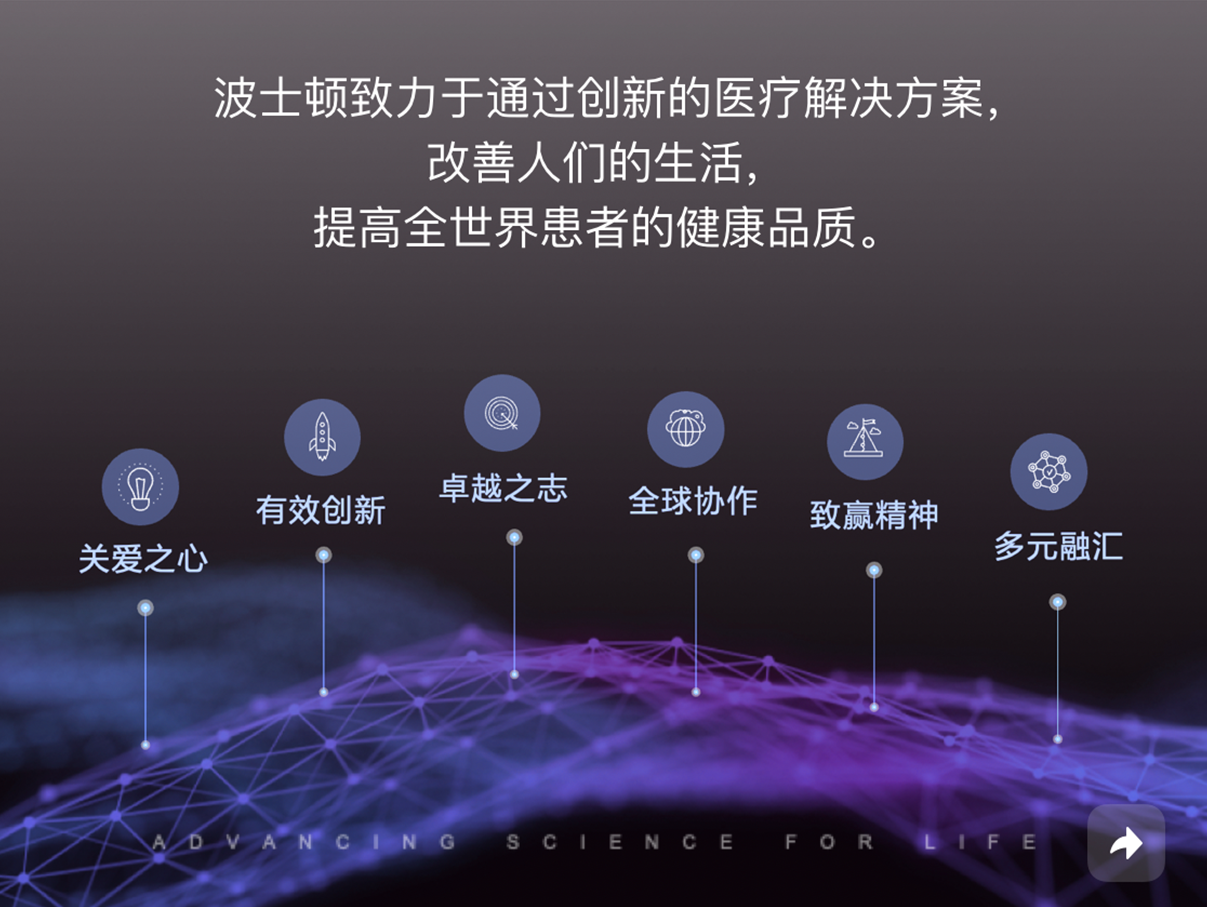 波士顿致力于通过创新的医疗解决方案，
改善人们的生活，
提高全世界患者的健康品质。
关爱之心
有效创新
卓越之志
全球协作
致赢精神
多元融汇
ADVANCING SCIENCE FOR LIFE